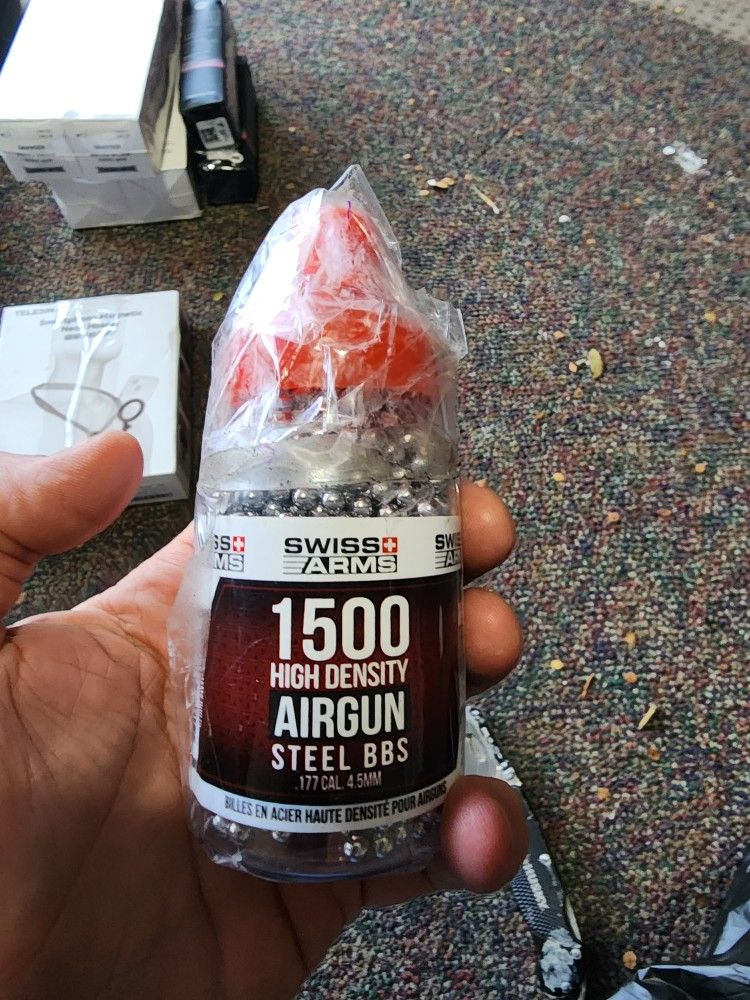 SWISS
ARMS
1500
HIGH DENSITY
AIRGUN
STEEL BBS
.177 CAL. 4.5MM
BILLES EN ACIER HAUTE DENSITÉ POUR AIRGUNS